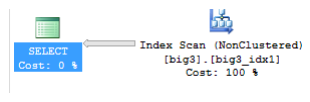 SELECT
Cost: 0 %
Index Scan (NonClustered)
[big3].[big3_idx1]
Cost: 100 %